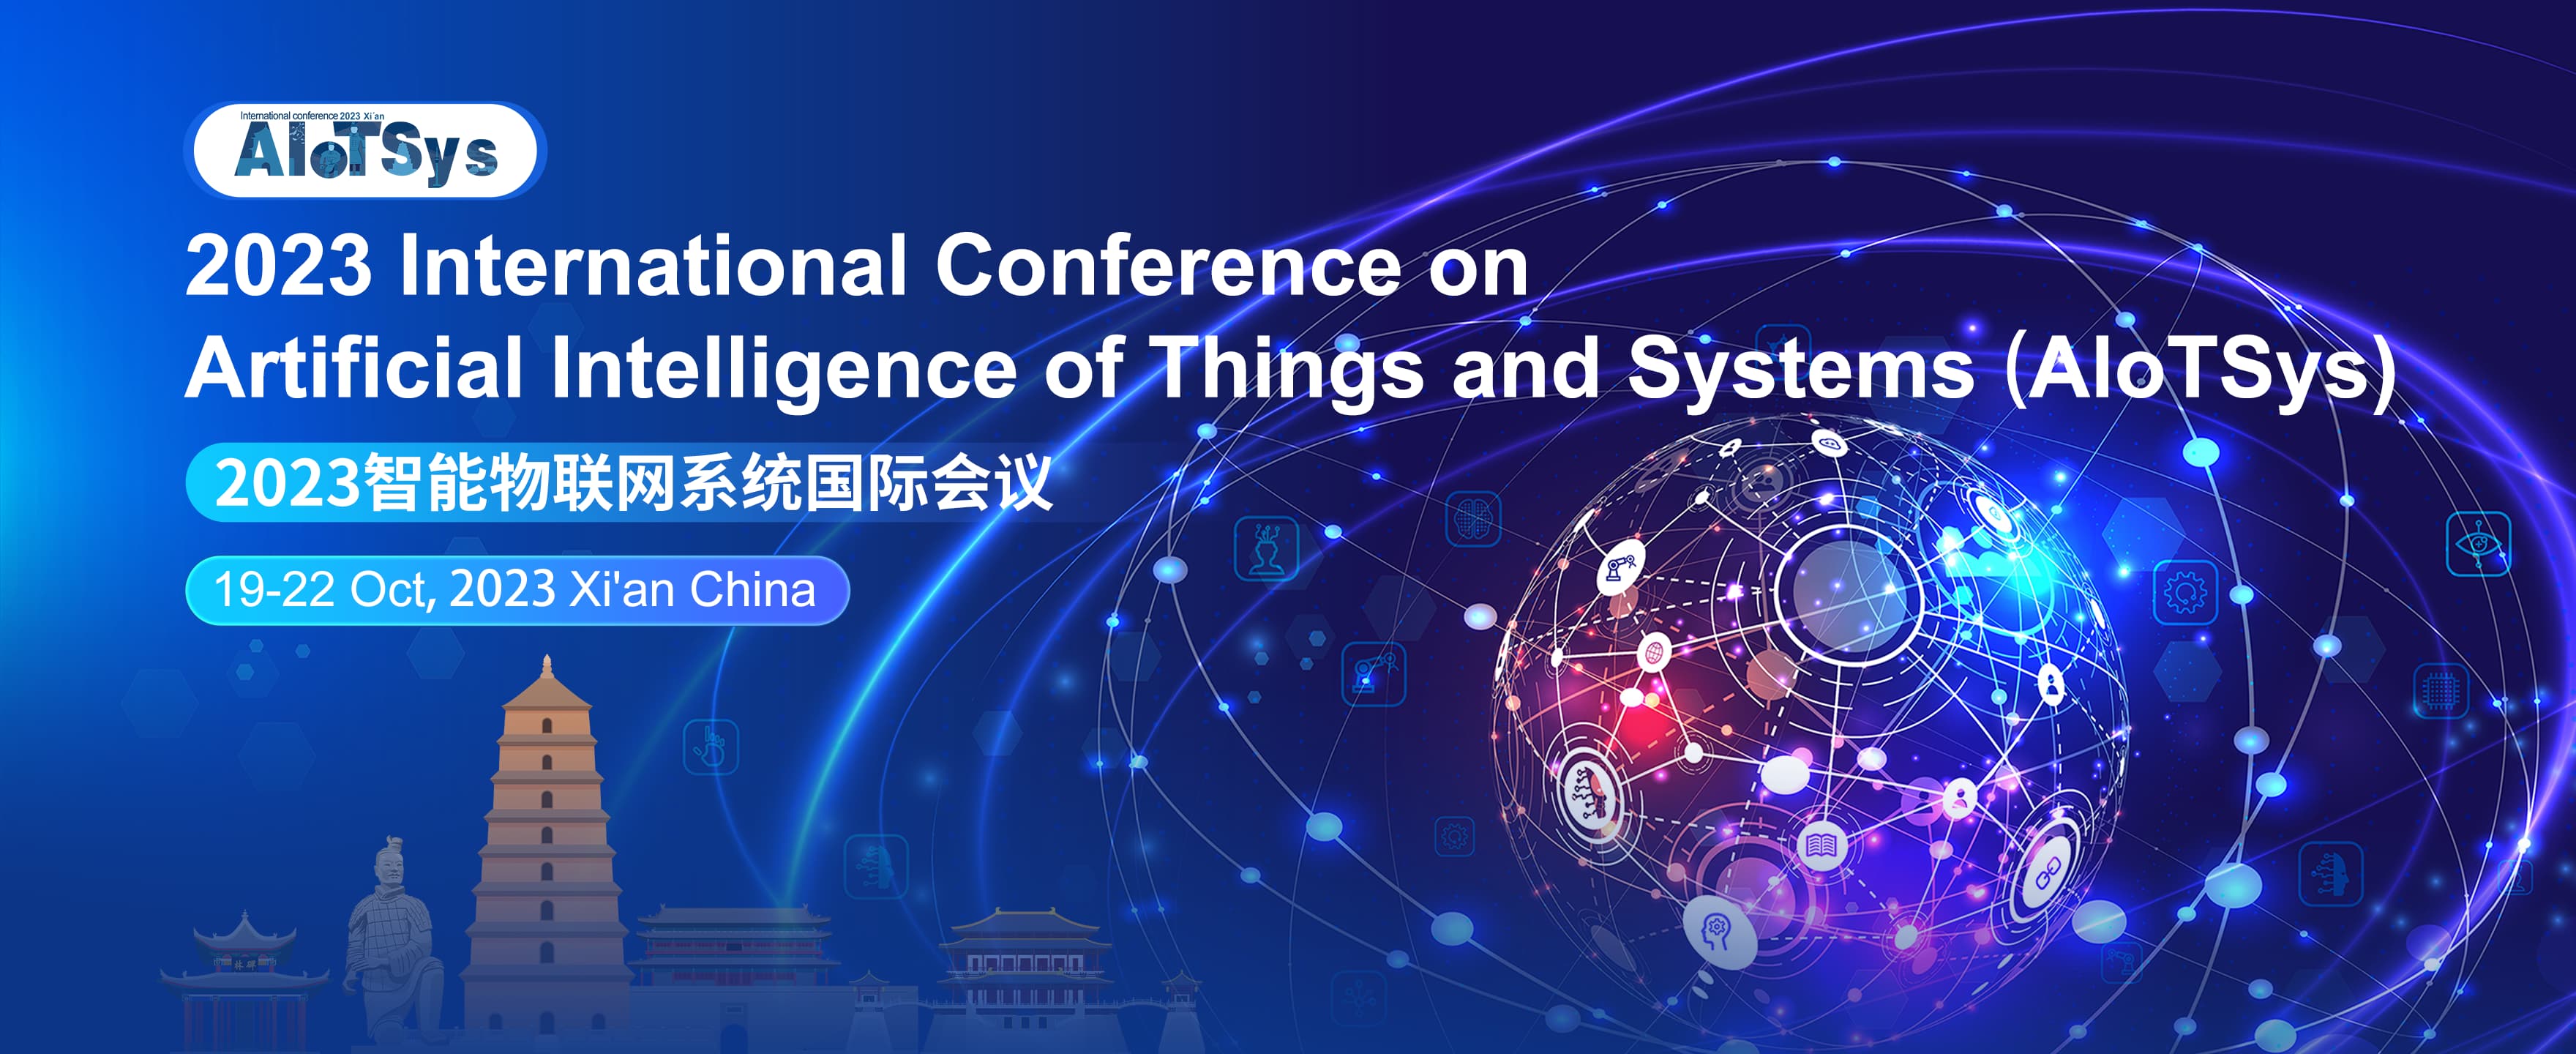 International conference 2023 Xi'an
AIoTSys
2023 International Conference on
Artificial Intelligence of Things and Systems (AIoTSys)
2023智能物联网系统国际会议
19-22 Oct, 2023 Xi'an China
林碑